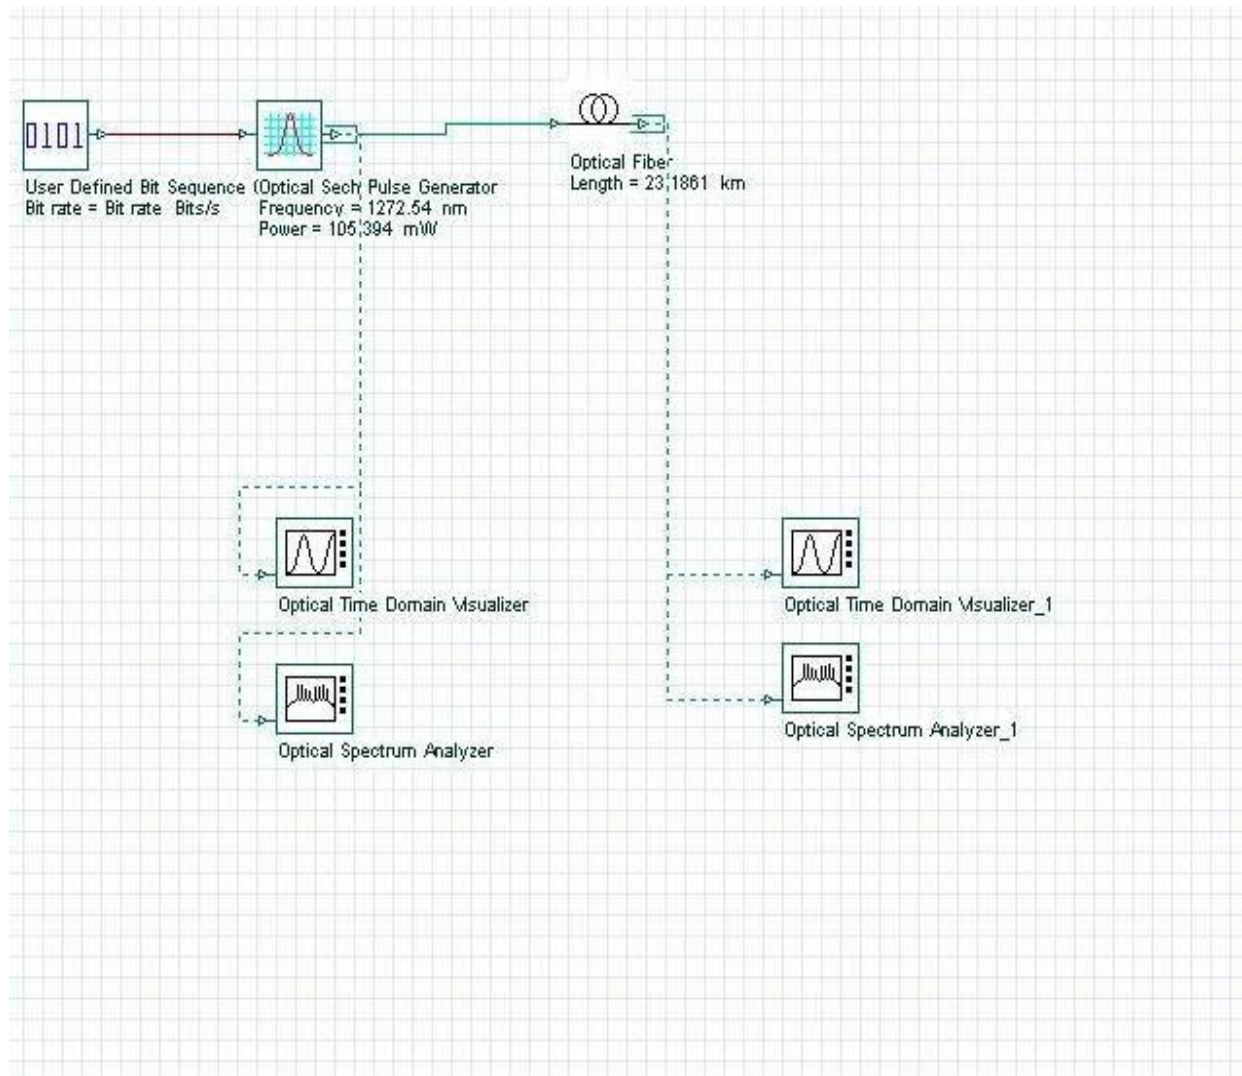 0101
User Defined Bit Sequence (
Bit rate = Bit rate Bits/s
Optical Sech Pulse Generator
Frequency = 1272.54 nm
Power = 105.394 mW
Optical Fiber
Length = 23.1861 km
Optical Time Domain Visualizer
Optical Time Domain Visualizer_1
Optical Spectrum Analyzer
Optical Spectrum Analyzer_1